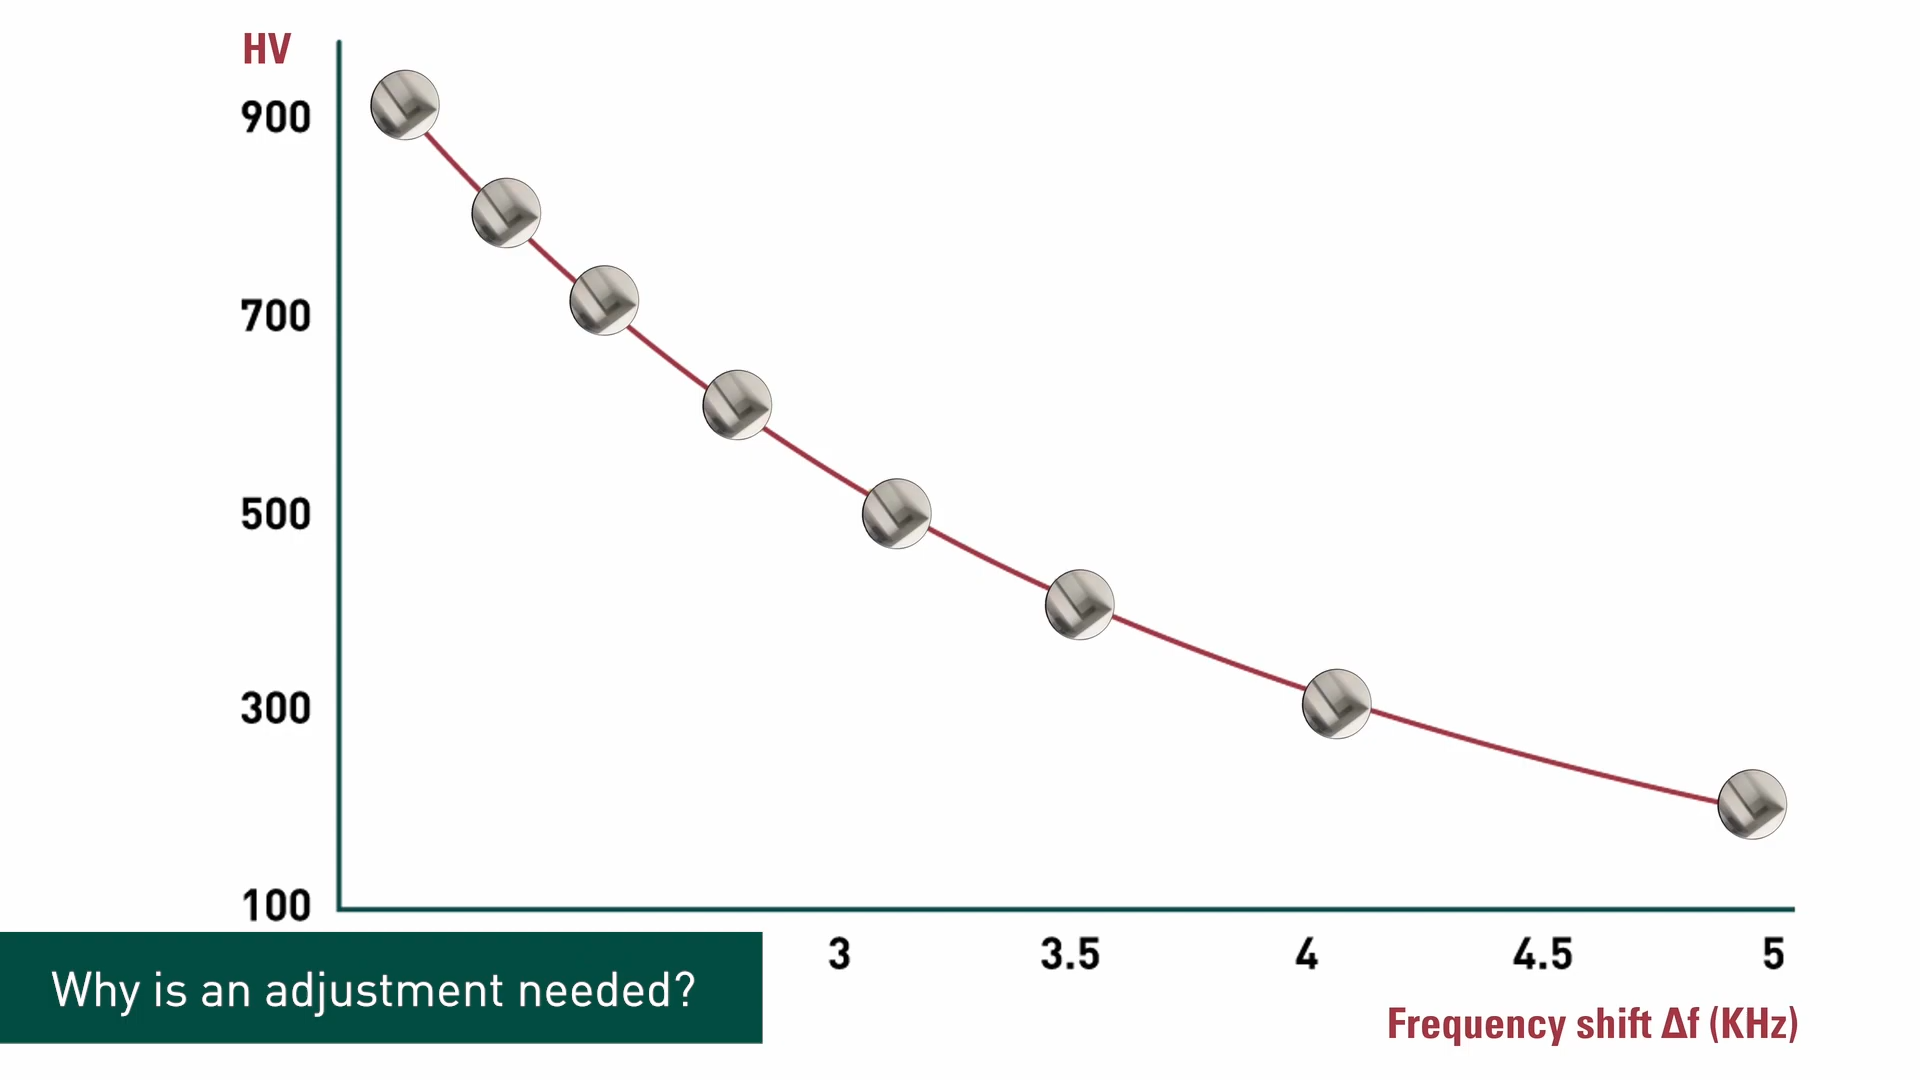 HV
900
700
500
300
100
3 3.5 4 4.5 5
Why is an adjustment needed?
Frequency shift Δf (KHz)